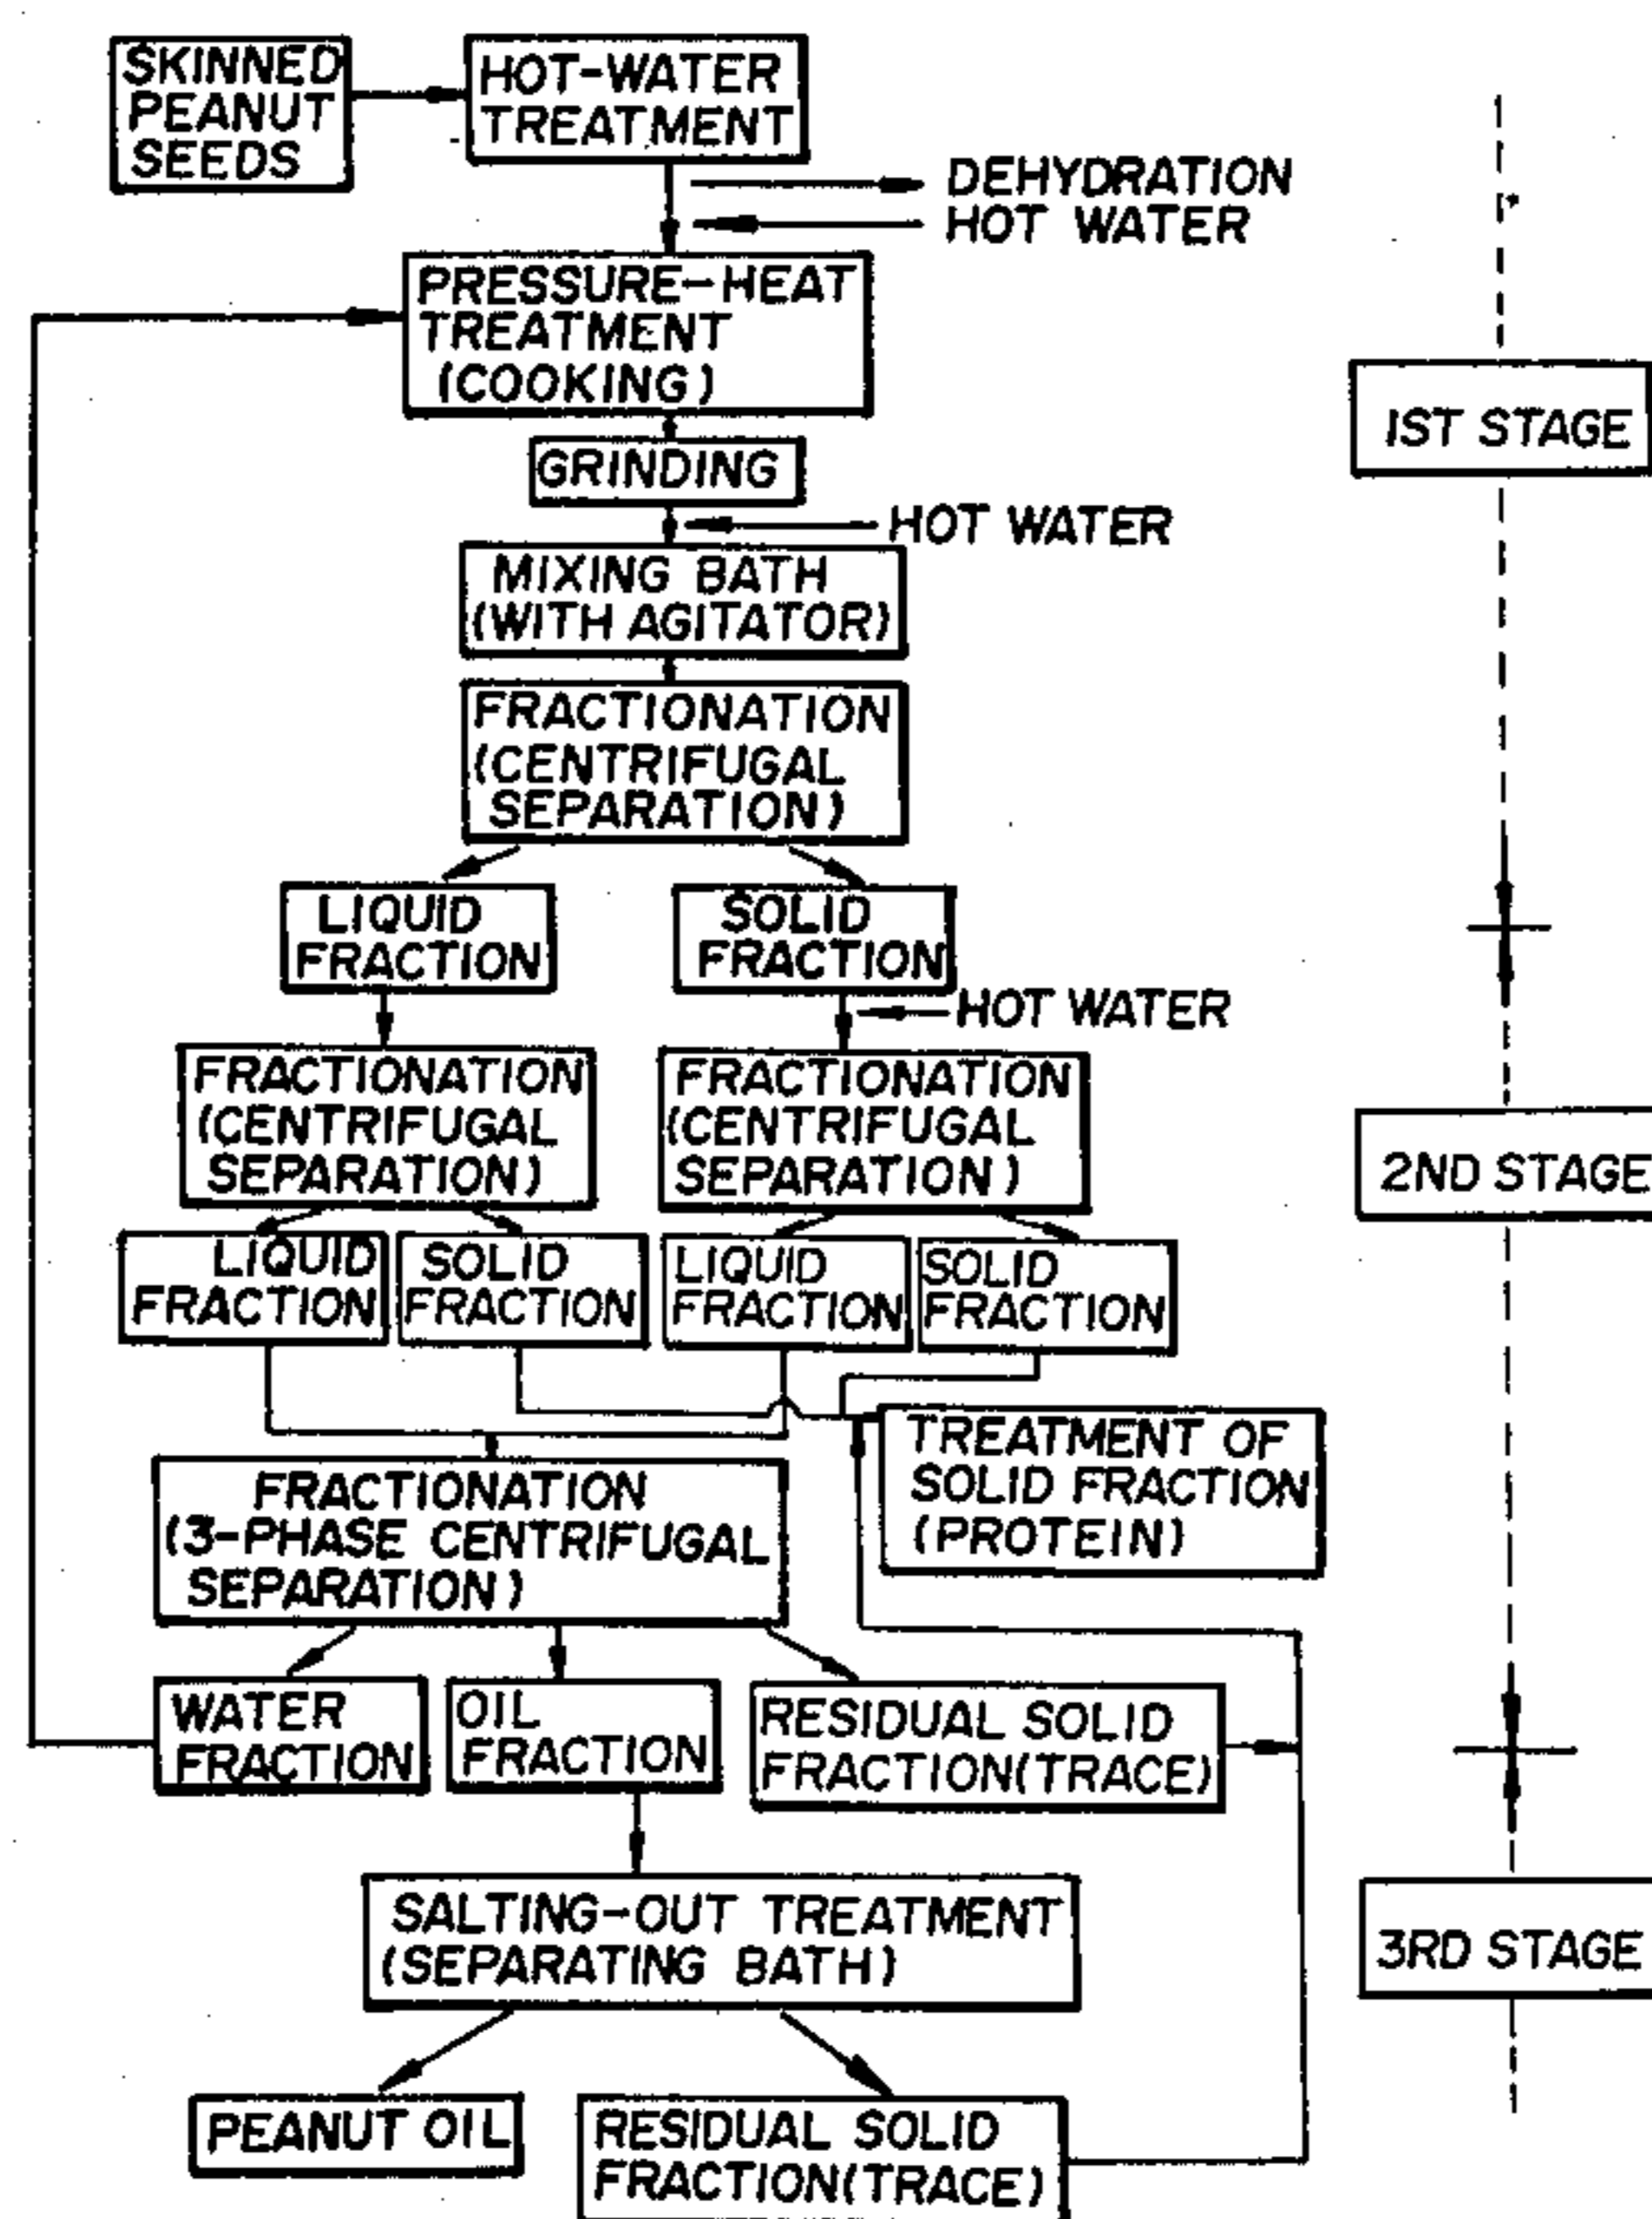 SKINNED
PEANUT
SEEDS
HOT-WATER
TREATMENT
DEHYDRATION
HOT WATER
PRESSURE-HEAT
TREATMENT
(COOKING)
1ST STAGE
GRINDING
HOT WATER
MIXING BATH
(WITH AGITATOR)
FRACTIONATION
(CENTRIFUGAL
SEPARATION)
LIQUID
FRACTION
SOLID
FRACTION
HOT WATER
FRACTIONATION
(CENTRIFUGAL
SEPARATION)
FRACTIONATION
(CENTRIFUGAL
SEPARATION)
2ND STAGE
LIQUID
FRACTION
SOLID
FRACTION
LIQUID
FRACTION
SOLID
FRACTION
TREATMENT OF
SOLID FRACTION
(PROTEIN)
FRACTIONATION
(3-PHASE CENTRIFUGAL
SEPARATION)
WATER
FRACTION
OIL
FRACTION
RESIDUAL SOLID
FRACTION(TRACE)
SALTING-OUT TREATMENT
(SEPARATING BATH)
3RD STAGE
PEANUT OIL
RESIDUAL SOLID
FRACTION(TRACE)